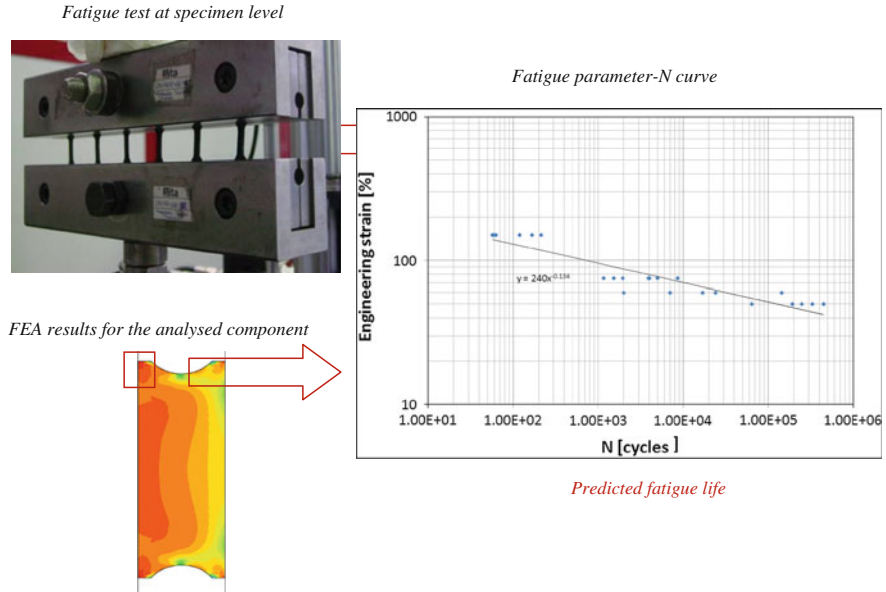 Fatigue test at specimen level
Rita
Rita
Fatigue parameter-N curve
1000
100
10
Engineering strain [%]
y = 240x^-0.134
1.00E+01 1.00E+02 1.00E+03 1.00E+04 1.00E+05 1.00E+06
N [cycles ]
FEA results for the analysed component
Predicted fatigue life